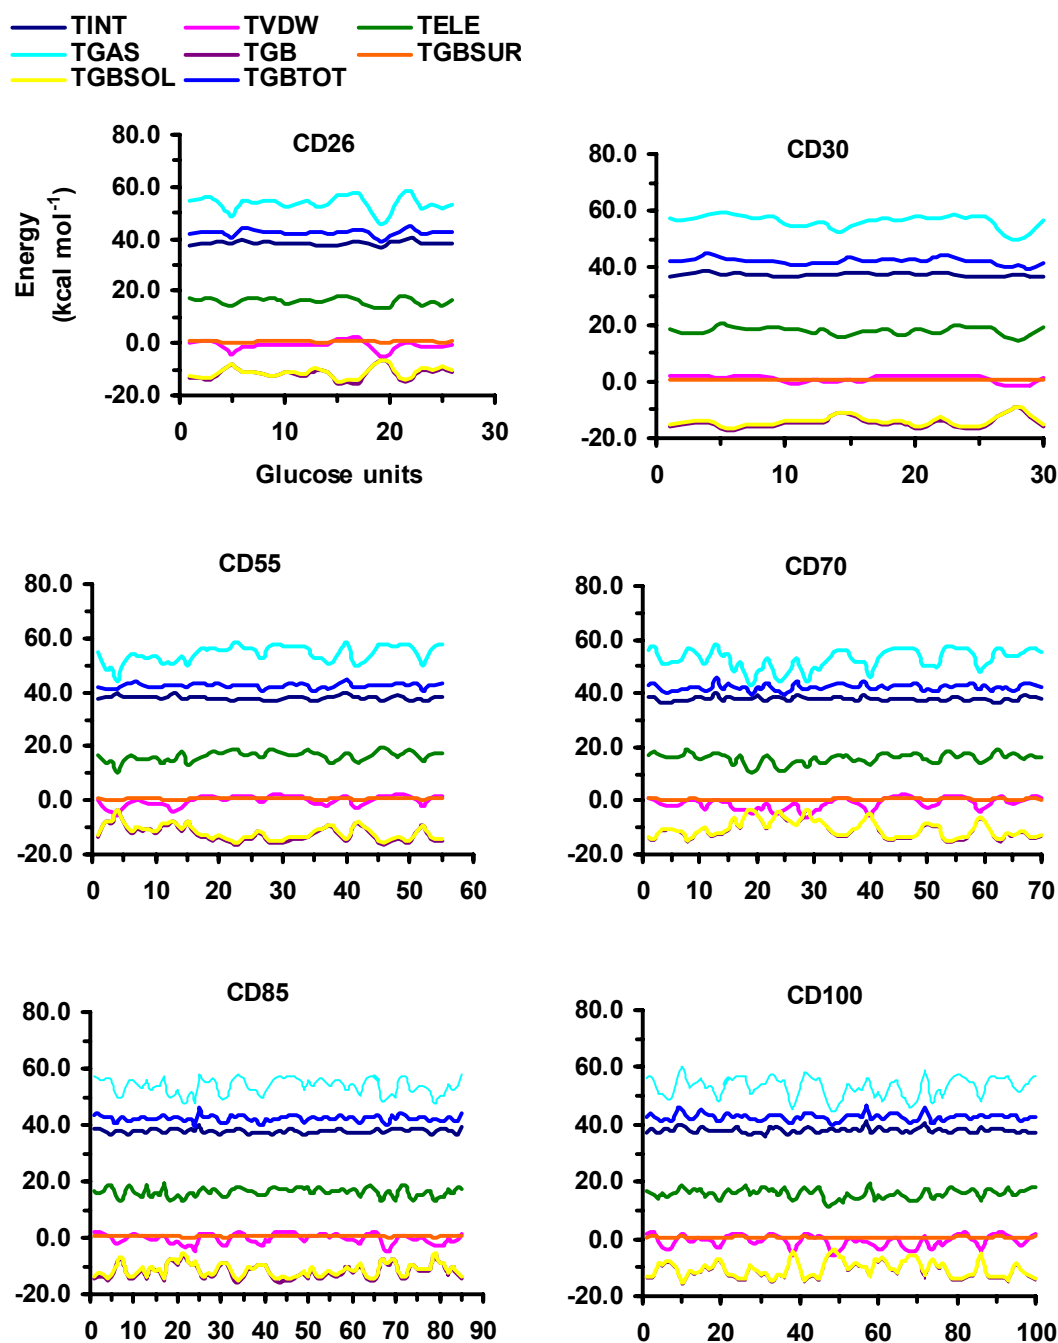 TINT TVDW TELE
TGAS TGB TGBSUR
TGBSOL TGBTOT
CD26
80.0
60.0
40.0
20.0
0.0
-20.0
Energy
(kcal mol⁻¹)
0 10 20 30
Glucose units
CD30
80.0
60.0
40.0
20.0
0.0
-20.0
0 10 20 30
CD55
80.0
60.0
40.0
20.0
0.0
-20.0
0 10 20 30 40 50 60
CD70
80.0
60.0
40.0
20.0
0.0
-20.0
0 10 20 30 40 50 60 70
CD85
80.0
60.0
40.0
20.0
0.0
-20.0
0 10 20 30 40 50 60 70 80 90
CD100
80.0
60.0
40.0
20.0
0.0
-20.0
0 20 40 60 80 100